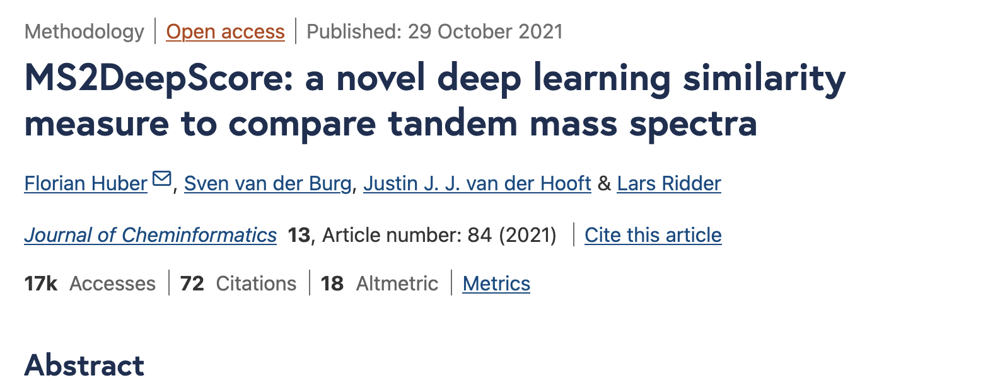 Methodology | Open access | Published: 29 October 2021
MS2DeepScore: a novel deep learning similarity
measure to compare tandem mass spectra
Florian Huber, Sven van der Burg, Justin J. J. van der Hooft & Lars Ridder
Journal of Cheminformatics 13, Article number: 84 (2021) | Cite this article
17k Accesses | 72 Citations | 18 Altmetric | Metrics
Abstract